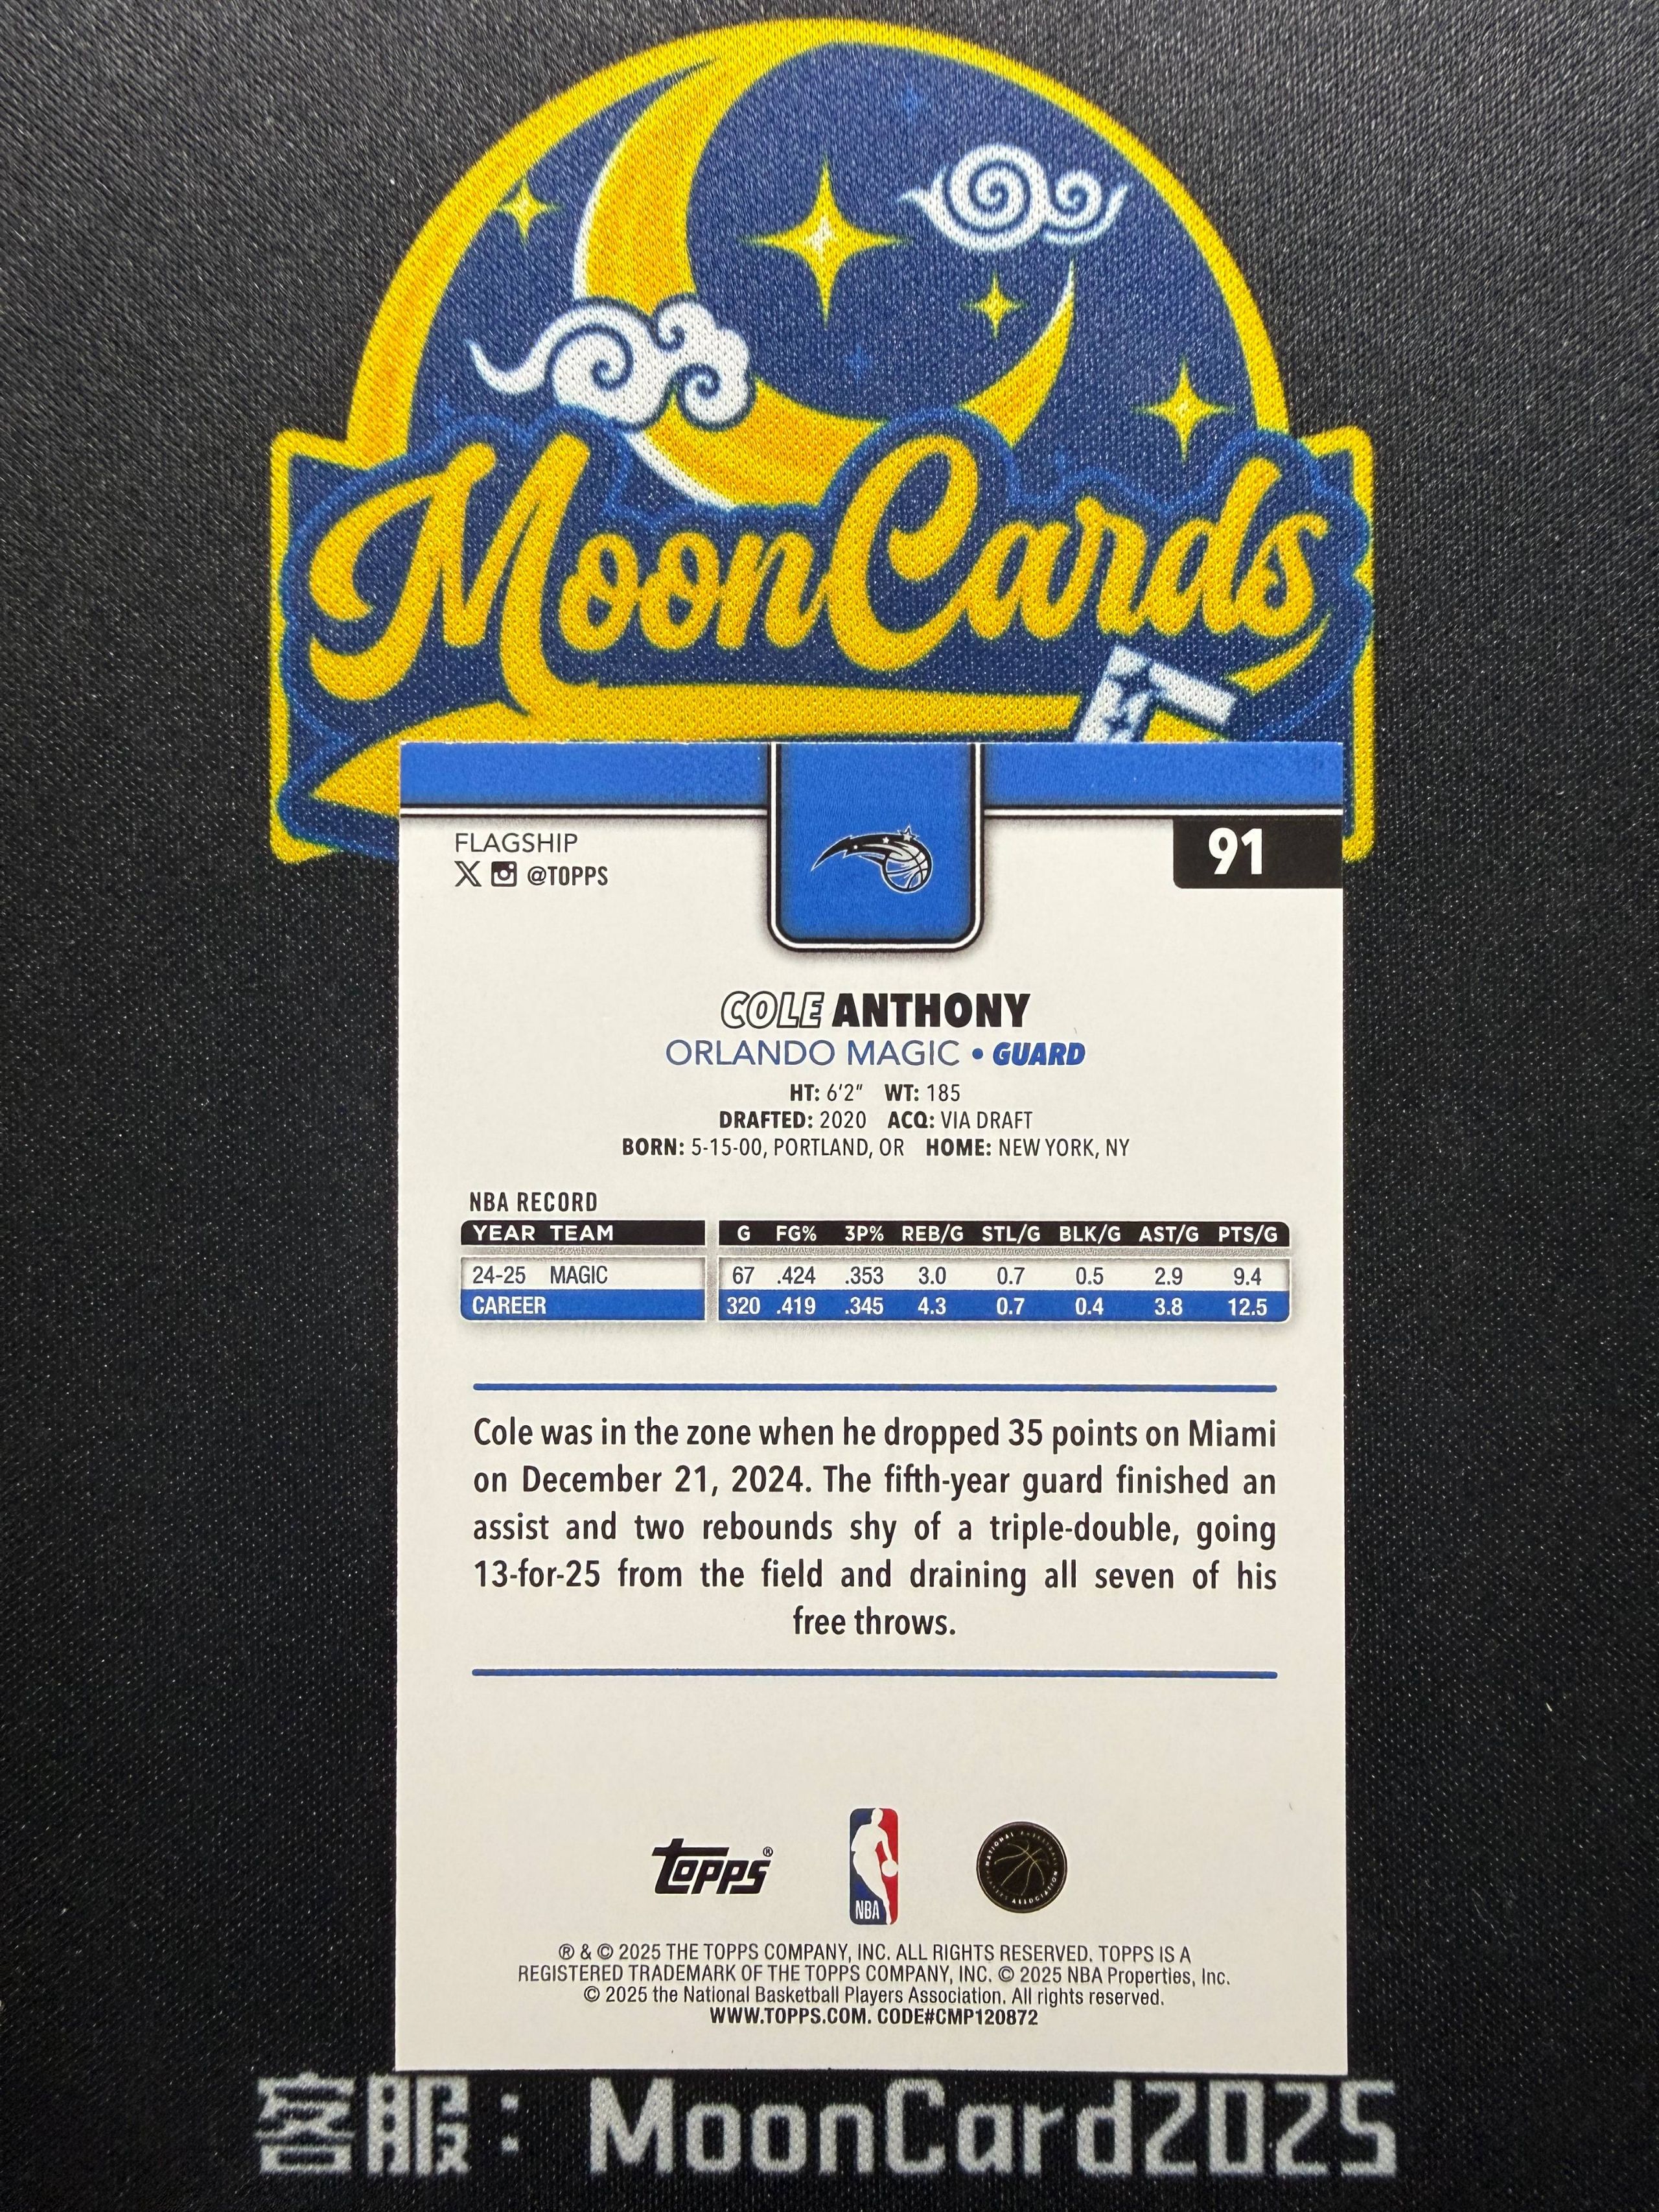 MoonCards
FLAGSHIP
91
@TOPPS
COLE ANTHONY
ORLANDO MAGIC • GUARD
HT: 6'2" WT: 185
DRAFTED: 2020 ACQ: VIA DRAFT
BORN: 5-15-00, PORTLAND, OR HOME: NEW YORK, NY
NBA RECORD
YEAR TEAM G FG% 3P% REB/G STL/G BLK/G AST/G PTS/G
24-25 MAGIC 67 .424 .353 3.0 0.7 0.5 2.9 9.4
CAREER 320 .419 .345 4.3 0.7 0.4 3.8 12.5
Cole was in the zone when he dropped 35 points on Miami
on December 21, 2024. The fifth-year guard finished an
assist and two rebounds shy of a triple-double, going
13-for-25 from the field and draining all seven of his
free throws.
Topps®
NBA
NATIONAL BASKETBALL PLAYERS ASSOCIATION
® & © 2025 THE TOPPS COMPANY, INC. ALL RIGHTS RESERVED. TOPPS IS A
REGISTERED TRADEMARK OF THE TOPPS COMPANY, INC. © 2025 NBA Properties, Inc.
© 2025 the National Basketball Players Association. All rights reserved.
WWW.TOPPS.COM. CODE#CMP120872
客服：MoonCard2025